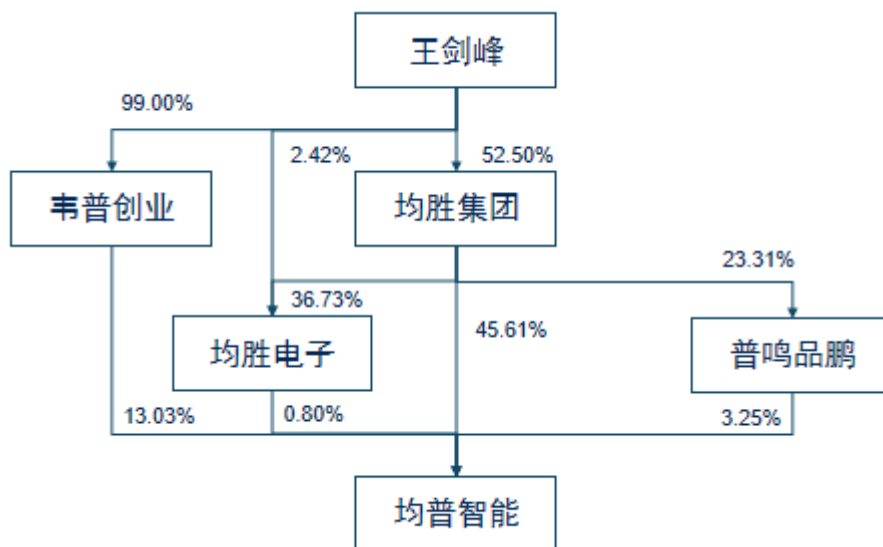 王剑峰
99.00%
2.42%
52.50%
韦普创业
均胜集团
23.31%
36.73%
45.61%
均胜电子
普鸣品鹏
13.03%
0.80%
3.25%
均普智能